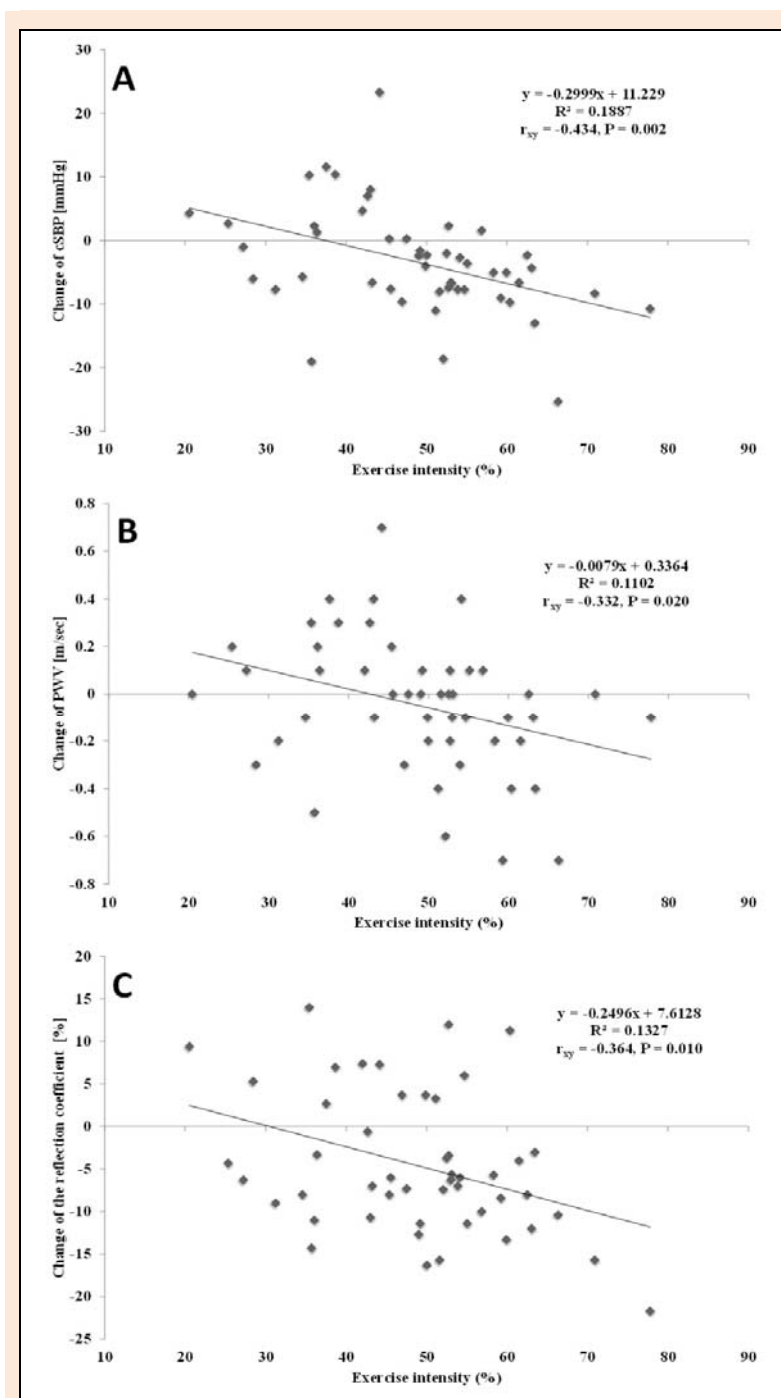 A
30
20
10
0
-10
-20
-30
Change of cSBP [mmHg]
y = -0.2999x + 11.229
R² = 0.1887
rxy = -0.434, P = 0.002
10 20 30 40 50 60 70 80 90
Exercise intensity (%)
B
0.8
0.6
0.4
0.2
0
-0.2
-0.4
-0.6
-0.8
Change of PWV [m/sec]
y = -0.0079x + 0.3364
R² = 0.1102
rxy = -0.332, P = 0.020
10 20 30 40 50 60 70 80 90
Exercise intensity (%)
C
20
15
10
5
0
-5
-10
-15
-20
-25
Change of the reflection coefficient [%]
y = -0.2496x + 7.6128
R² = 0.1327
rxy = -0.364, P = 0.010
10 20 30 40 50 60 70 80 90
Exercise intensity (%)